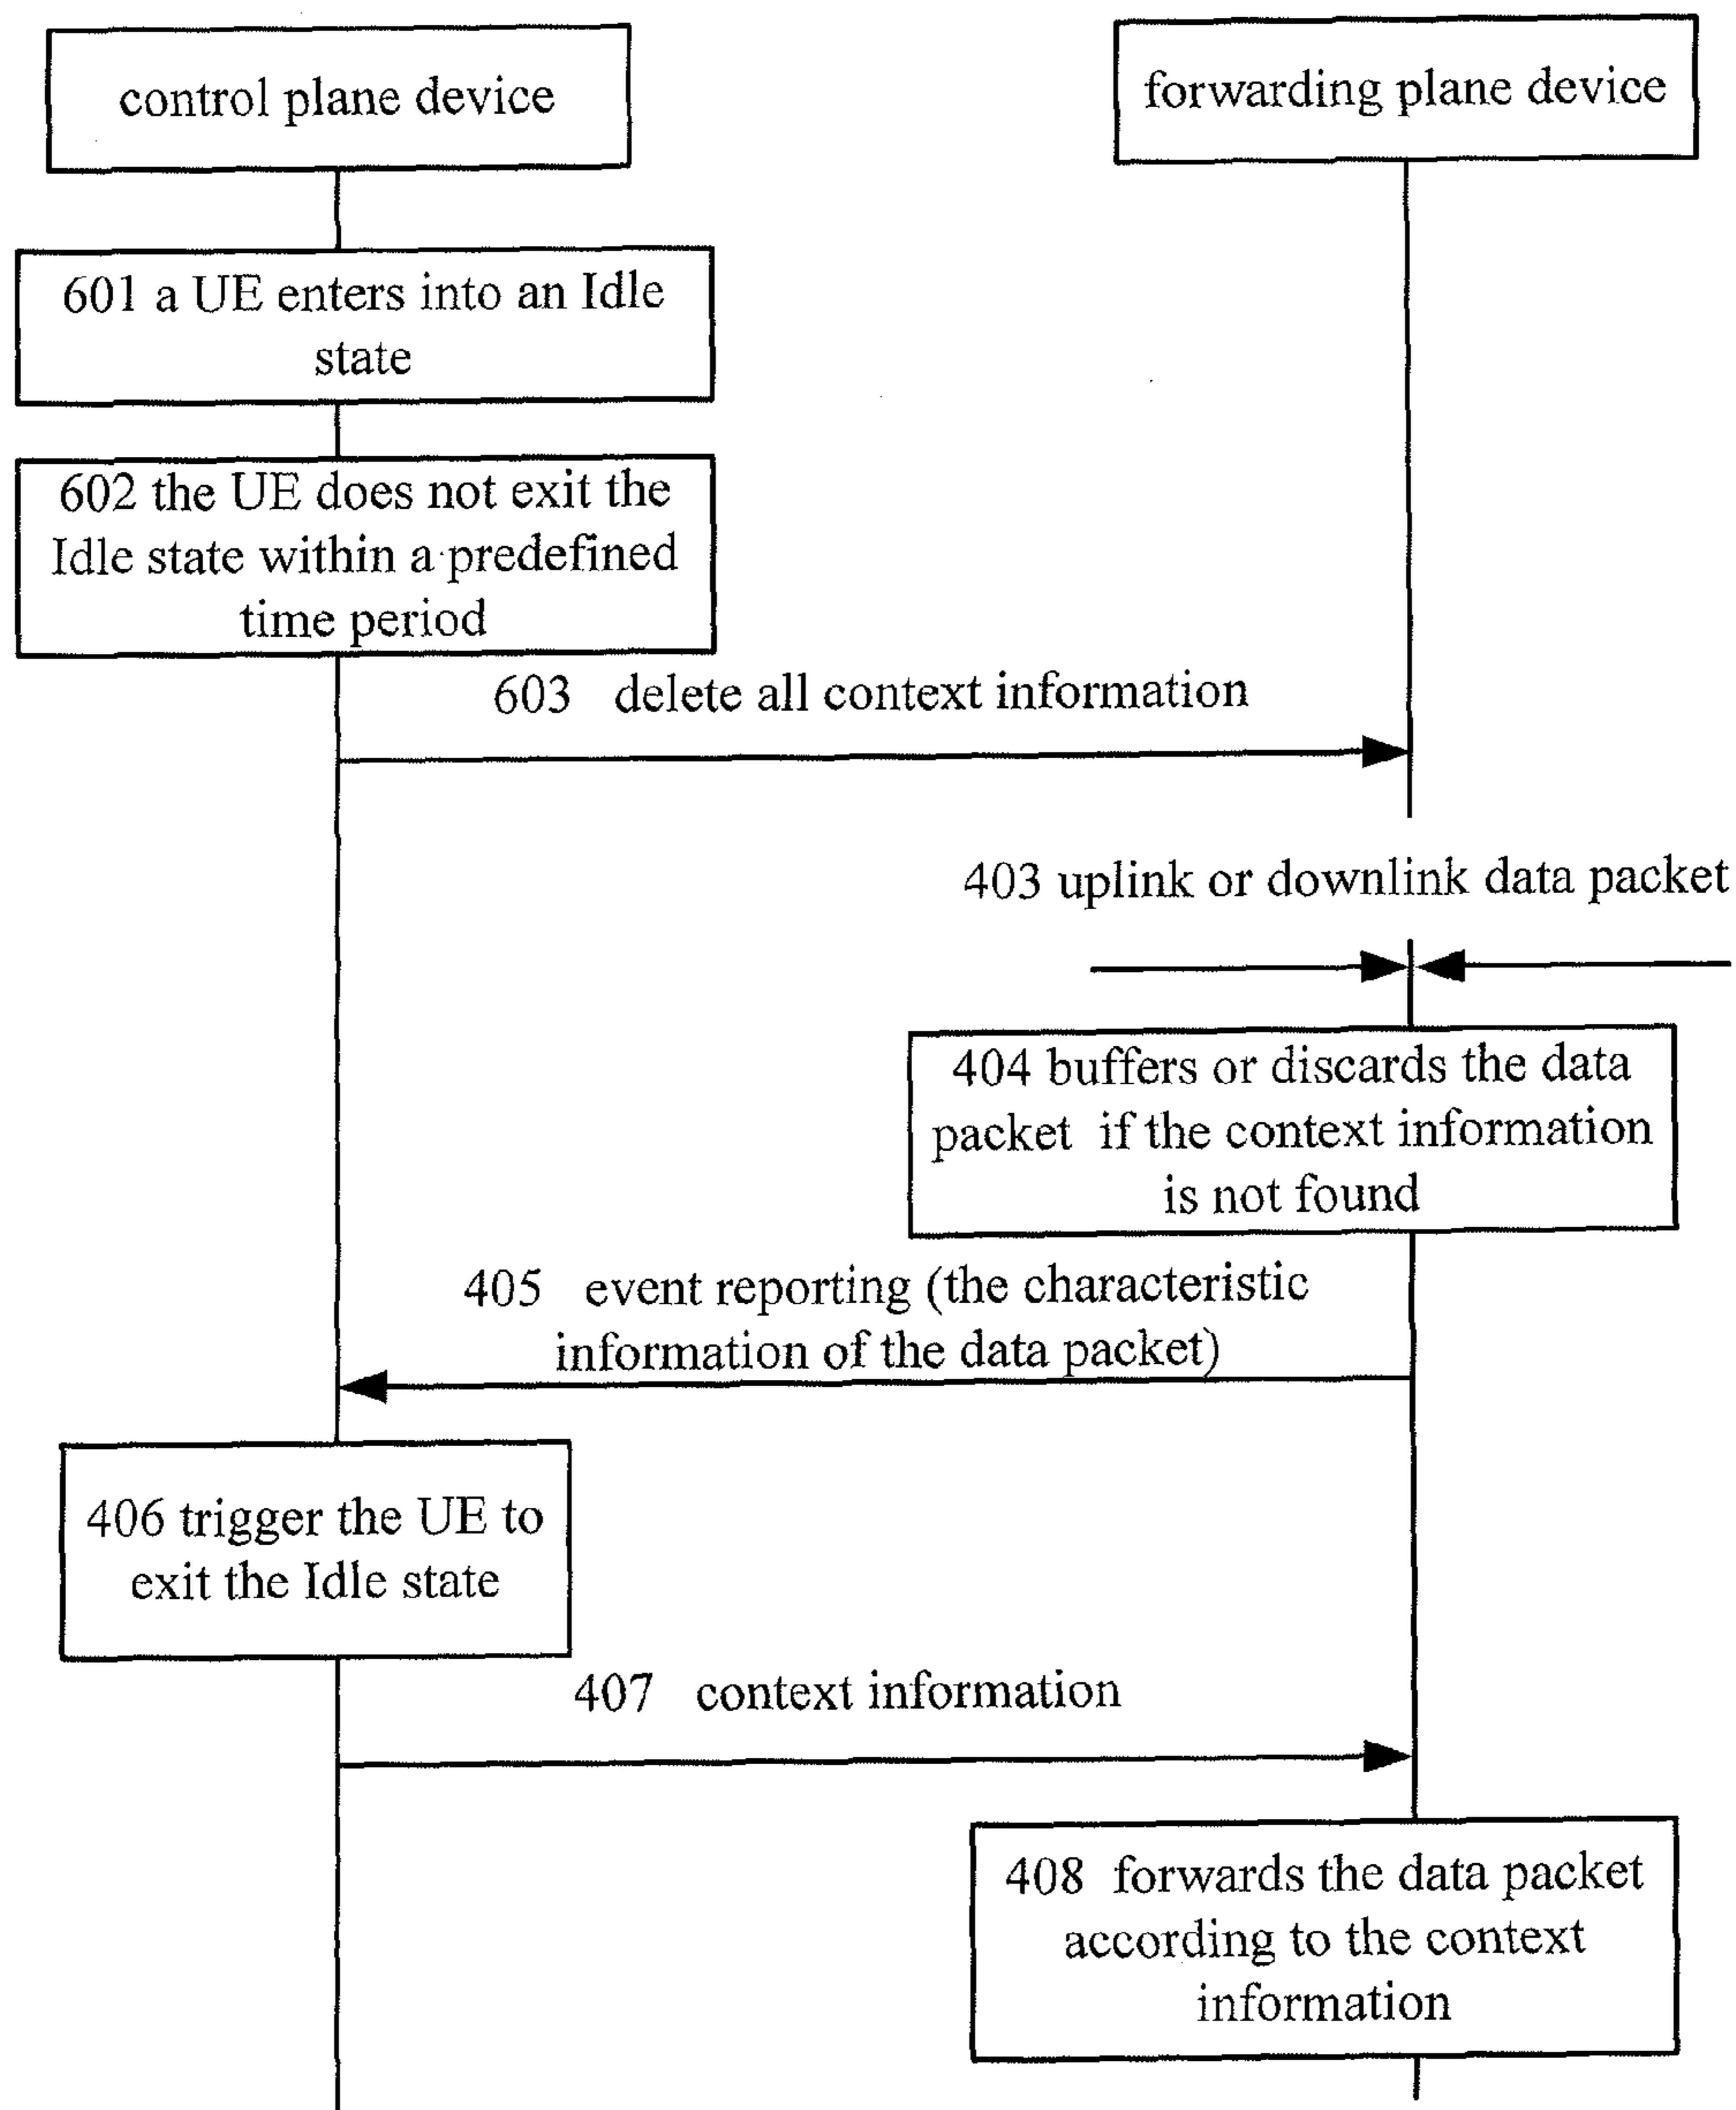 control plane device
forwarding plane device
601 a UE enters into an Idle
state
602 the UE does not exit the
Idle state within a predefined
time period
603 delete all context information
403 uplink or downlink data packet
404 buffers or discards the data
packet if the context information
is not found
405 event reporting (the characteristic
information of the data packet)
406 trigger the UE to
exit the Idle state
407 context information
408 forwards the data packet
according to the context
information